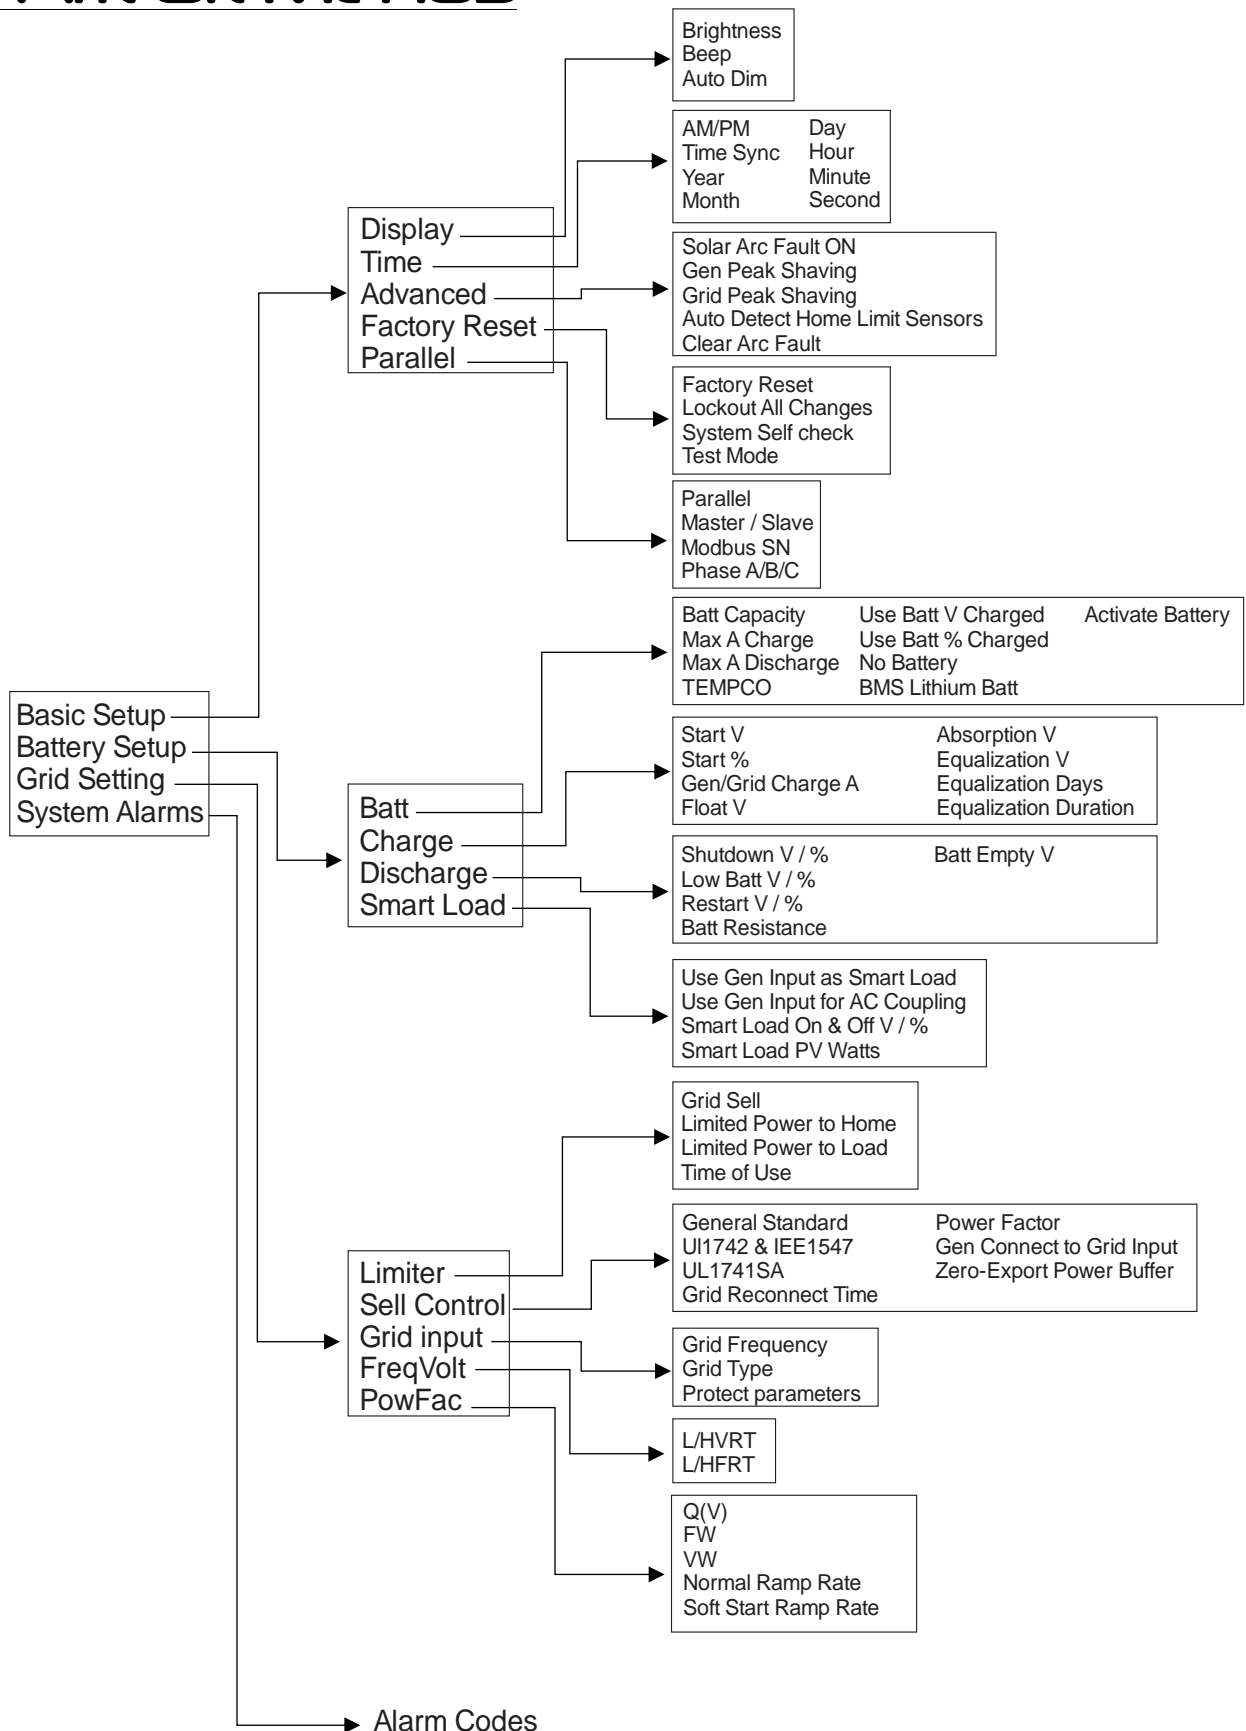 Brightness
Beep
Auto Dim
AM/PM Day
Time Sync Hour
Year Minute
Month Second
Display
Time
Advanced
Factory Reset
Parallel
Solar Arc Fault ON
Gen Peak Shaving
Grid Peak Shaving
Auto Detect Home Limit Sensors
Clear Arc Fault
Factory Reset
Lockout All Changes
System Self check
Test Mode
Parallel
Master / Slave
Modbus SN
Phase A/B/C
Basic Setup
Battery Setup
Grid Setting
System Alarms
Batt Capacity Use Batt V Charged Activate Battery
Max A Charge Use Batt % Charged
Max A Discharge No Battery
TEMPCO BMS Lithium Batt
Start V Absorption V
Start % Equalization V
Gen/Grid Charge A Equalization Days
Float V Equalization Duration
Batt
Charge
Discharge
Smart Load
Shutdown V / % Batt Empty V
Low Batt V / %
Restart V / %
Batt Resistance
Use Gen Input as Smart Load
Use Gen Input for AC Coupling
Smart Load On & Off V / %
Smart Load PV Watts
Grid Sell
Limited Power to Home
Limited Power to Load
Time of Use
General Standard Power Factor
Ul1742 & IEE1547 Gen Connect to Grid Input
UL1741SA Zero-Export Power Buffer
Grid Reconnect Time
Limiter
Sell Control
Grid input
FreqVolt
PowFac
Grid Frequency
Grid Type
Protect parameters
L/HVRT
L/HFRT
Q(V)
FW
VW
Normal Ramp Rate
Soft Start Ramp Rate
Alarm Codes